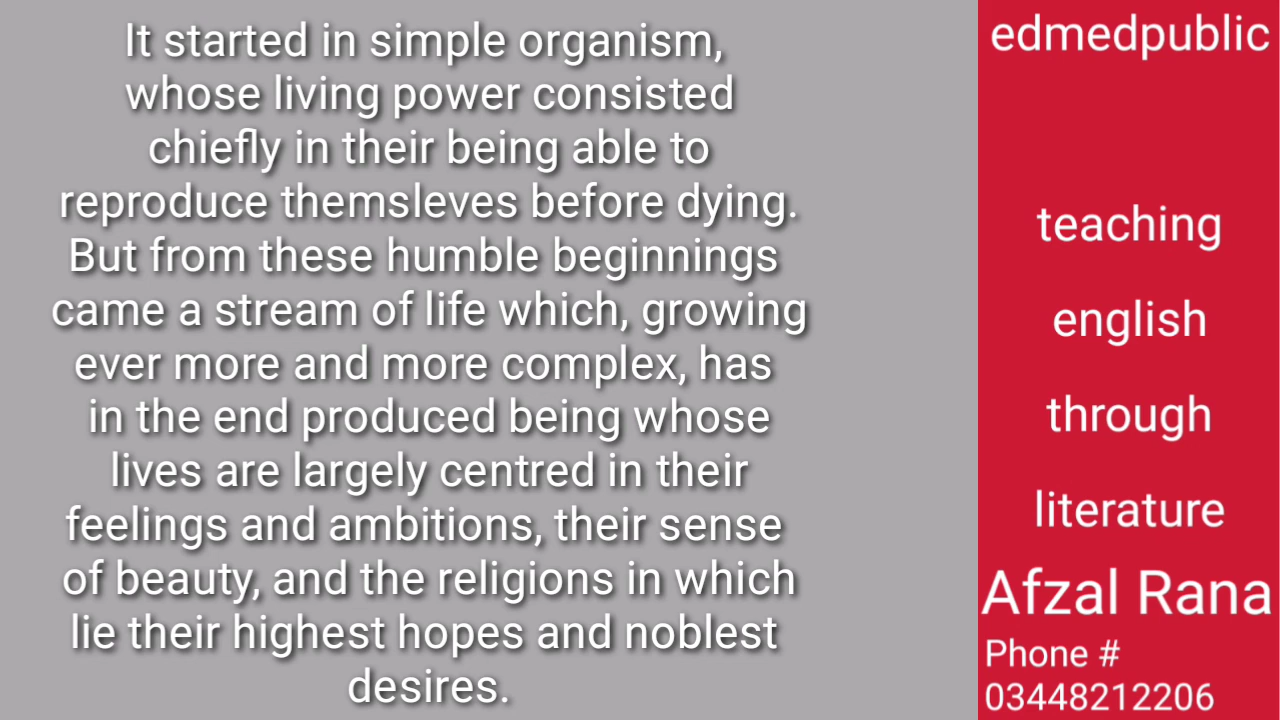 It started in simple organism,
whose living power consisted
chiefly in their being able to
reproduce themsleves before dying.
But from these humble beginnings
came a stream of life which, growing
ever more and more complex, has
in the end produced being whose
lives are largely centred in their
feelings and ambitions, their sense
of beauty, and the religions in which
lie their highest hopes and noblest
desires.
edmedpublic
teaching
english
through
literature
Afzal Rana
Phone #
03448212206